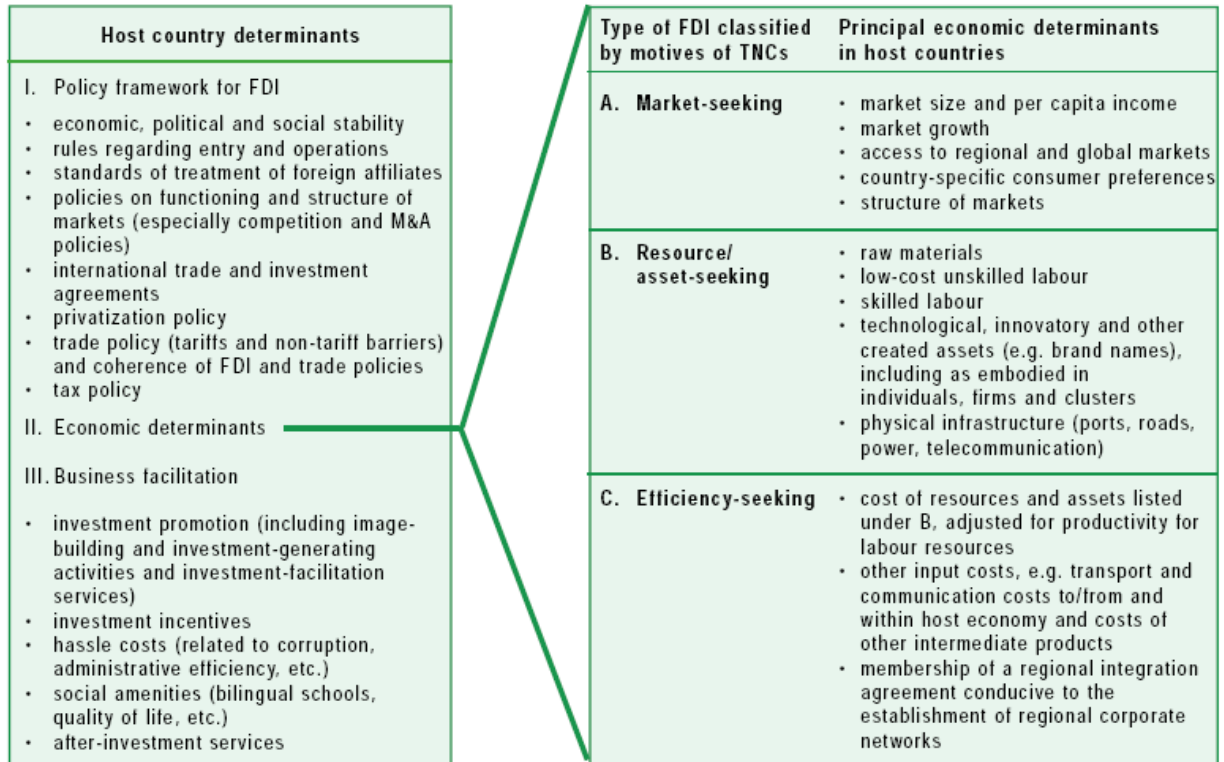 Host country determinants
I. Policy framework for FDI
• economic, political and social stability
• rules regarding entry and operations
• standards of treatment of foreign affiliates
• policies on functioning and structure of
markets (especially competition and M&A
policies)
• international trade and investment
agreements
• privatization policy
• trade policy (tariffs and non-tariff barriers)
and coherence of FDI and trade policies
• tax policy
II. Economic determinants
III. Business facilitation
• investment promotion (including image-
building and investment-generating
activities and investment-facilitation
services)
• investment incentives
• hassle costs (related to corruption,
administrative efficiency, etc.)
• social amenities (bilingual schools,
quality of life, etc.)
• after-investment services
Type of FDI classified
by motives of TNCs
Principal economic determinants
in host countries
A. Market-seeking
• market size and per capita income
• market growth
• access to regional and global markets
• country-specific consumer preferences
• structure of markets
B. Resource/
asset-seeking
• raw materials
• low-cost unskilled labour
• skilled labour
• technological, innovatory and other
created assets (e.g. brand names),
including as embodied in
individuals, firms and clusters
• physical infrastructure (ports, roads,
power, telecommunication)
C. Efficiency-seeking
• cost of resources and assets listed
under B, adjusted for productivity for
labour resources
• other input costs, e.g. transport and
communication costs to/from and
within host economy and costs of
other intermediate products
• membership of a regional integration
agreement conducive to the
establishment of regional corporate
networks